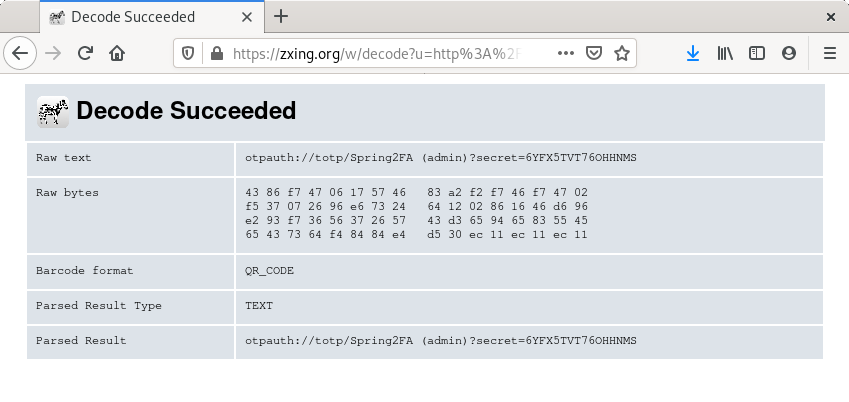 Decode Succeeded
https://zxing.org/w/decode?u=http%3A%2F
Decode Succeeded
Raw text otpauth://totp/Spring2FA (admin)?secret=6YFX5TVT76OHHNMS
Raw bytes 43 86 f7 47 06 17 57 46 83 a2 f2 f7 46 f7 47 02
f5 37 07 26 96 e6 73 24 64 12 02 86 16 46 d6 96
e2 93 f7 36 56 37 26 57 43 d3 65 94 65 83 55 45
65 43 73 64 f4 84 84 e4 d5 30 ec 11 ec 11 ec 11
Barcode format QR_CODE
Parsed Result Type TEXT
Parsed Result otpauth://totp/Spring2FA (admin)?secret=6YFX5TVT76OHHNMS